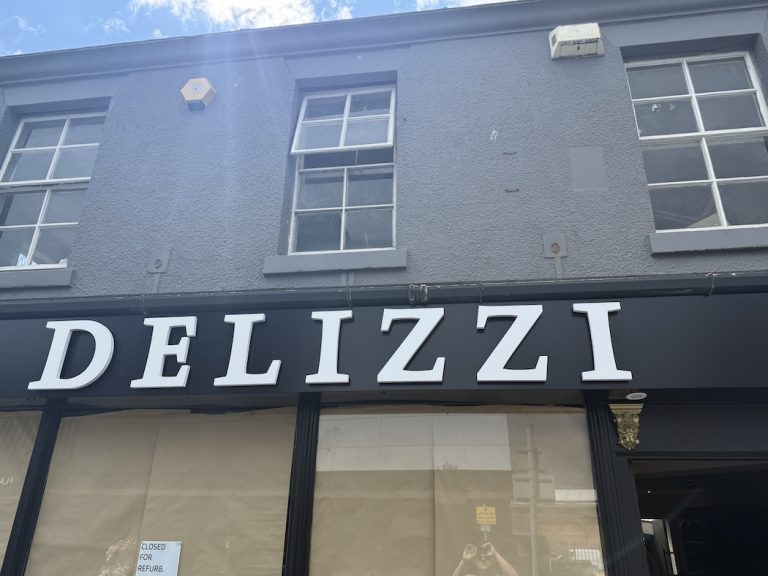 DELIZZI
CLOSED
FOR
REFURB.